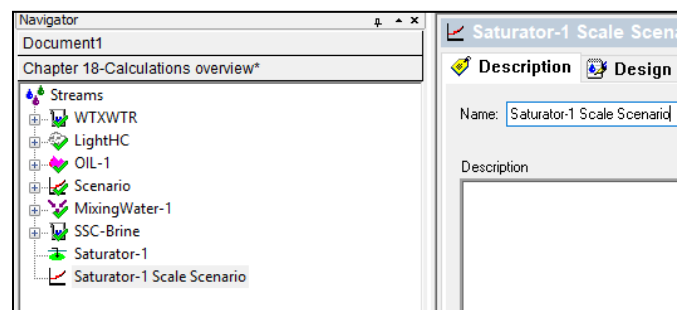 Navigator
Document1
Chapter 18-Calculations overview*
Streams
WTXWTR
LightHC
OIL-1
Scenario
MixingWater-1
SSC-Brine
Saturator-1
Saturator-1 Scale Scenario
Saturator-1 Scale Scena
Description Design
Name: Saturator-1 Scale Scenario
Description